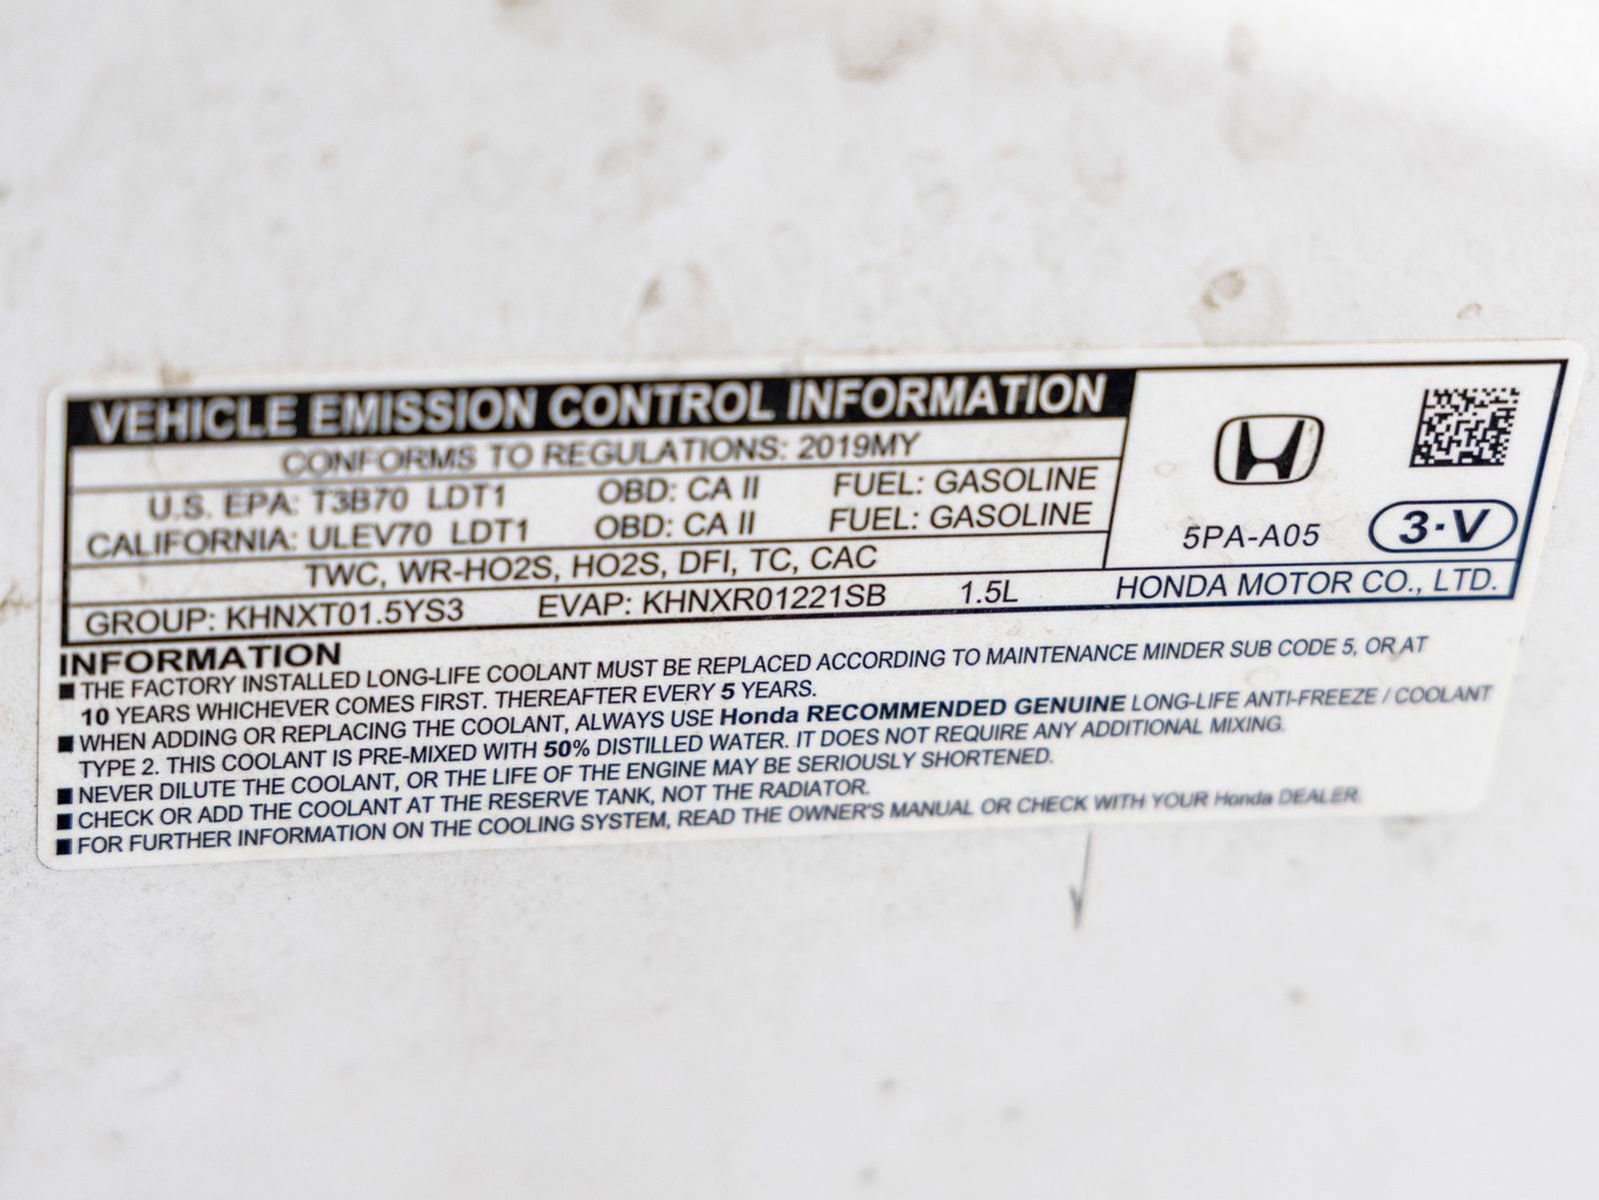 VEHICLE EMISSION CONTROL INFORMATION
CONFORMS TO REGULATIONS: 2019MY
U.S. EPA: T3B70 LDT1 OBD: CA II FUEL: GASOLINE
CALIFORNIA: ULEV70 LDT1 OBD: CA II FUEL: GASOLINE
TWC, WR-HO2S, HO2S, DFI, TC, CAC
GROUP: KHNXT01.5YS3 EVAP: KHNXR01221SB 1.5L
5PA-A05 3·V
HONDA MOTOR CO., LTD.
INFORMATION
■ THE FACTORY INSTALLED LONG-LIFE COOLANT MUST BE REPLACED ACCORDING TO MAINTENANCE MINDER SUB CODE 5, OR AT
10 YEARS WHICHEVER COMES FIRST. THEREAFTER EVERY 5 YEARS.
■ WHEN ADDING OR REPLACING THE COOLANT, ALWAYS USE Honda RECOMMENDED GENUINE LONG-LIFE ANTI-FREEZE / COOLANT
TYPE 2. THIS COOLANT IS PRE-MIXED WITH 50% DISTILLED WATER. IT DOES NOT REQUIRE ANY ADDITIONAL MIXING.
■ NEVER DILUTE THE COOLANT, OR THE LIFE OF THE ENGINE MAY BE SERIOUSLY SHORTENED.
■ CHECK OR ADD THE COOLANT AT THE RESERVE TANK, NOT THE RADIATOR.
■ FOR FURTHER INFORMATION ON THE COOLING SYSTEM, READ THE OWNER'S MANUAL OR CHECK WITH YOUR Honda DEALER.